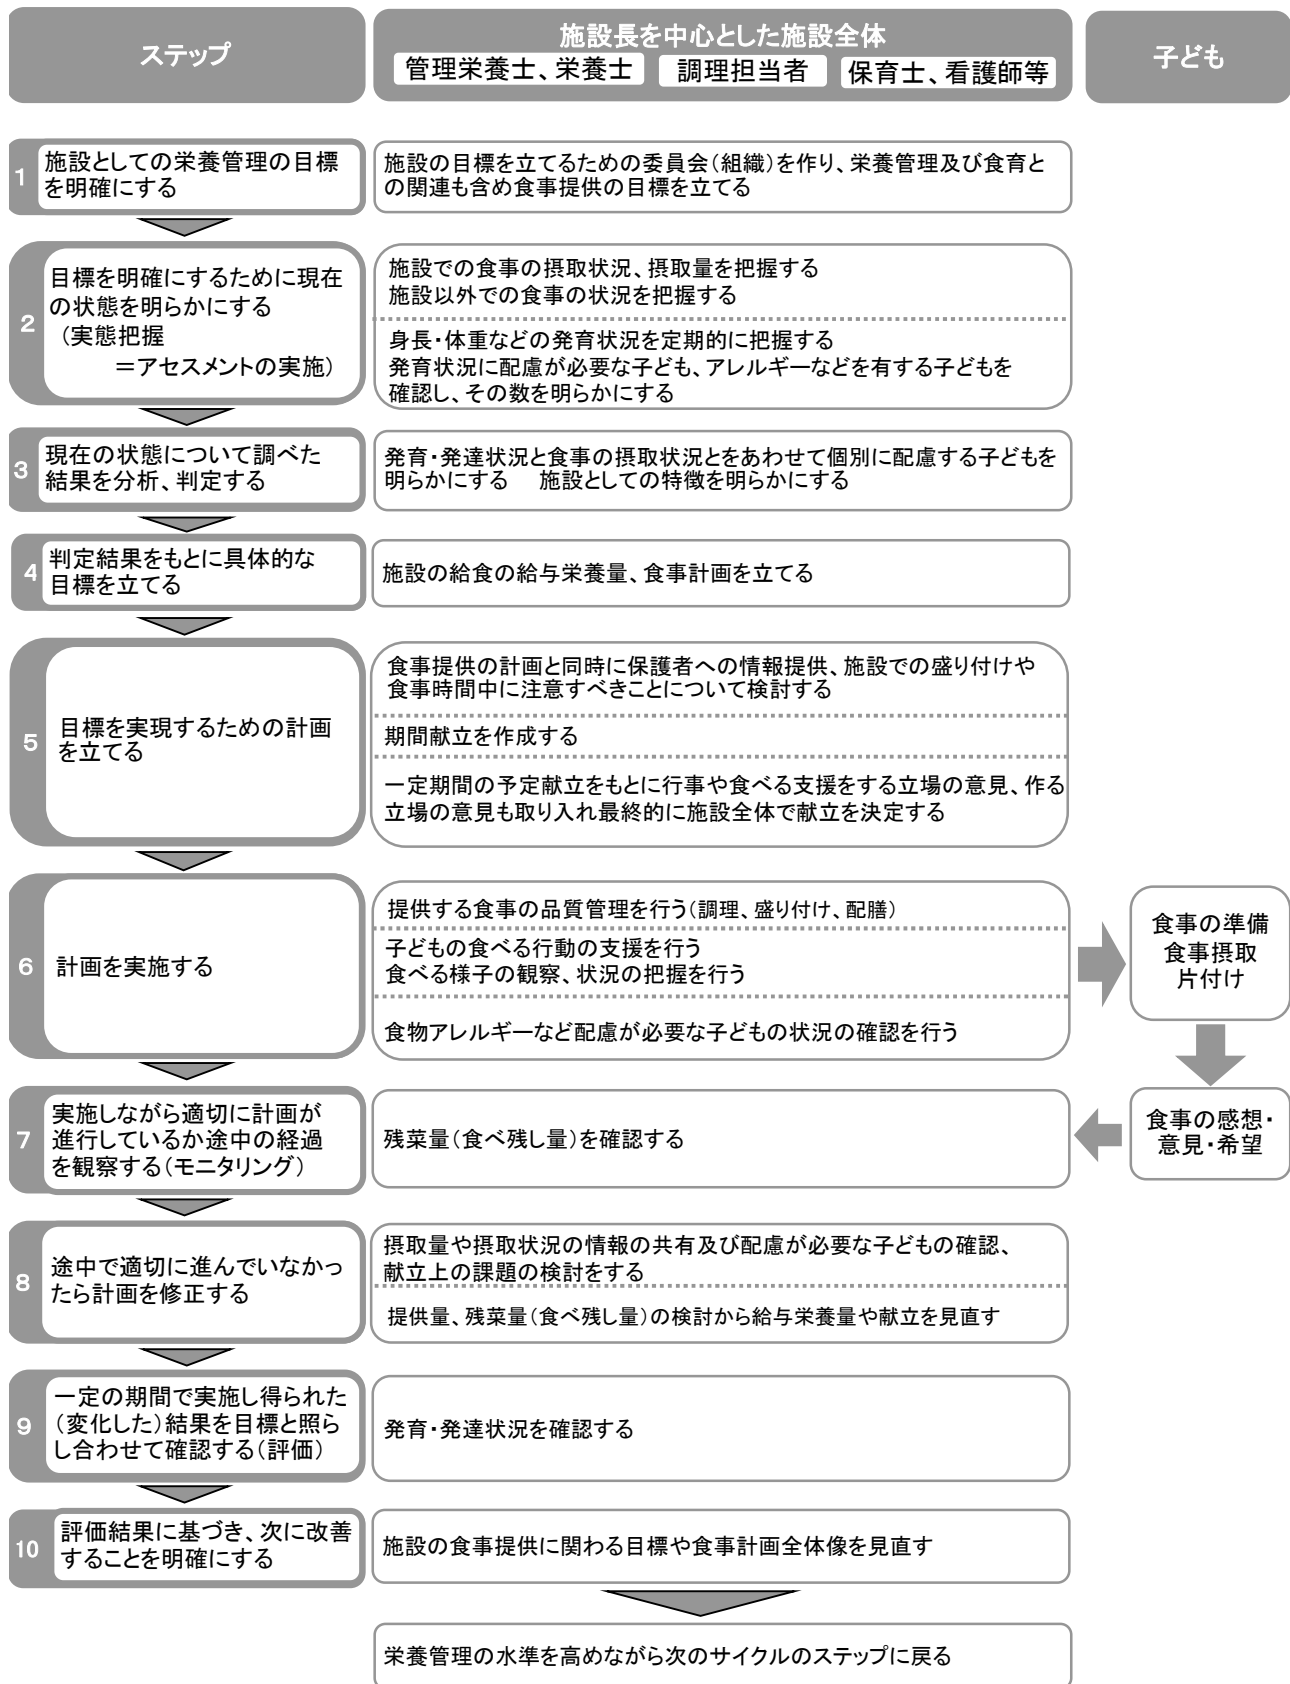 ステップ
施設長を中心とした施設全体
管理栄養士、栄養士
調理担当者
保育士、看護師等
子ども
1
施設としての栄養管理の目標
を明確にする
施設の目標を立てるための委員会(組織)を作り、栄養管理及び食育と
の関連も含め食事提供の目標を立てる
2
目標を明確にするために現在
の状態を明らかにする
(実態把握
=アセスメントの実施)
施設での食事の摂取状況、摂取量を把握する
施設以外での食事の状況を把握する
身長・体重などの発育状況を定期的に把握する
発育状況に配慮が必要な子ども、アレルギーなどを有する子どもを
確認し、その数を明らかにする
3
現在の状態について調べた
結果を分析、判定する
発育・発達状況と食事の摂取状況とをあわせて個別に配慮する子どもを
明らかにする 施設としての特徴を明らかにする
4
判定結果をもとに具体的な
目標を立てる
施設の給食の給与栄養量、食事計画を立てる
5
目標を実現するための計画
を立てる
食事提供の計画と同時に保護者への情報提供、施設での盛り付けや
食事時間中に注意すべきことについて検討する
期間献立を作成する
一定期間の予定献立をもとに行事や食べる支援をする立場の意見、作る
立場の意見も取り入れ最終的に施設全体で献立を決定する
6
計画を実施する
提供する食事の品質管理を行う(調理、盛り付け、配膳)
子どもの食べる行動の支援を行う
食べる様子の観察、状況の把握を行う
食物アレルギーなど配慮が必要な子どもの状況の確認を行う
食事の準備
食事摂取
片付け
7
実施しながら適切に計画が
進行しているか途中の経過
を観察する(モニタリング)
残菜量(食べ残し量)を確認する
食事の感想・
意見・希望
8
途中で適切に進んでいなかっ
たら計画を修正する
摂取量や摂取状況の情報の共有及び配慮が必要な子どもの確認、
献立上の課題の検討をする
提供量、残菜量(食べ残し量)の検討から給与栄養量や献立を見直す
9
一定の期間で実施し得られた
(変化した)結果を目標と照ら
し合わせて確認する(評価)
発育・発達状況を確認する
10
評価結果に基づき、次に改善
することを明確にする
施設の食事提供に関わる目標や食事計画全体像を見直す
栄養管理の水準を高めながら次のサイクルのステップに戻る